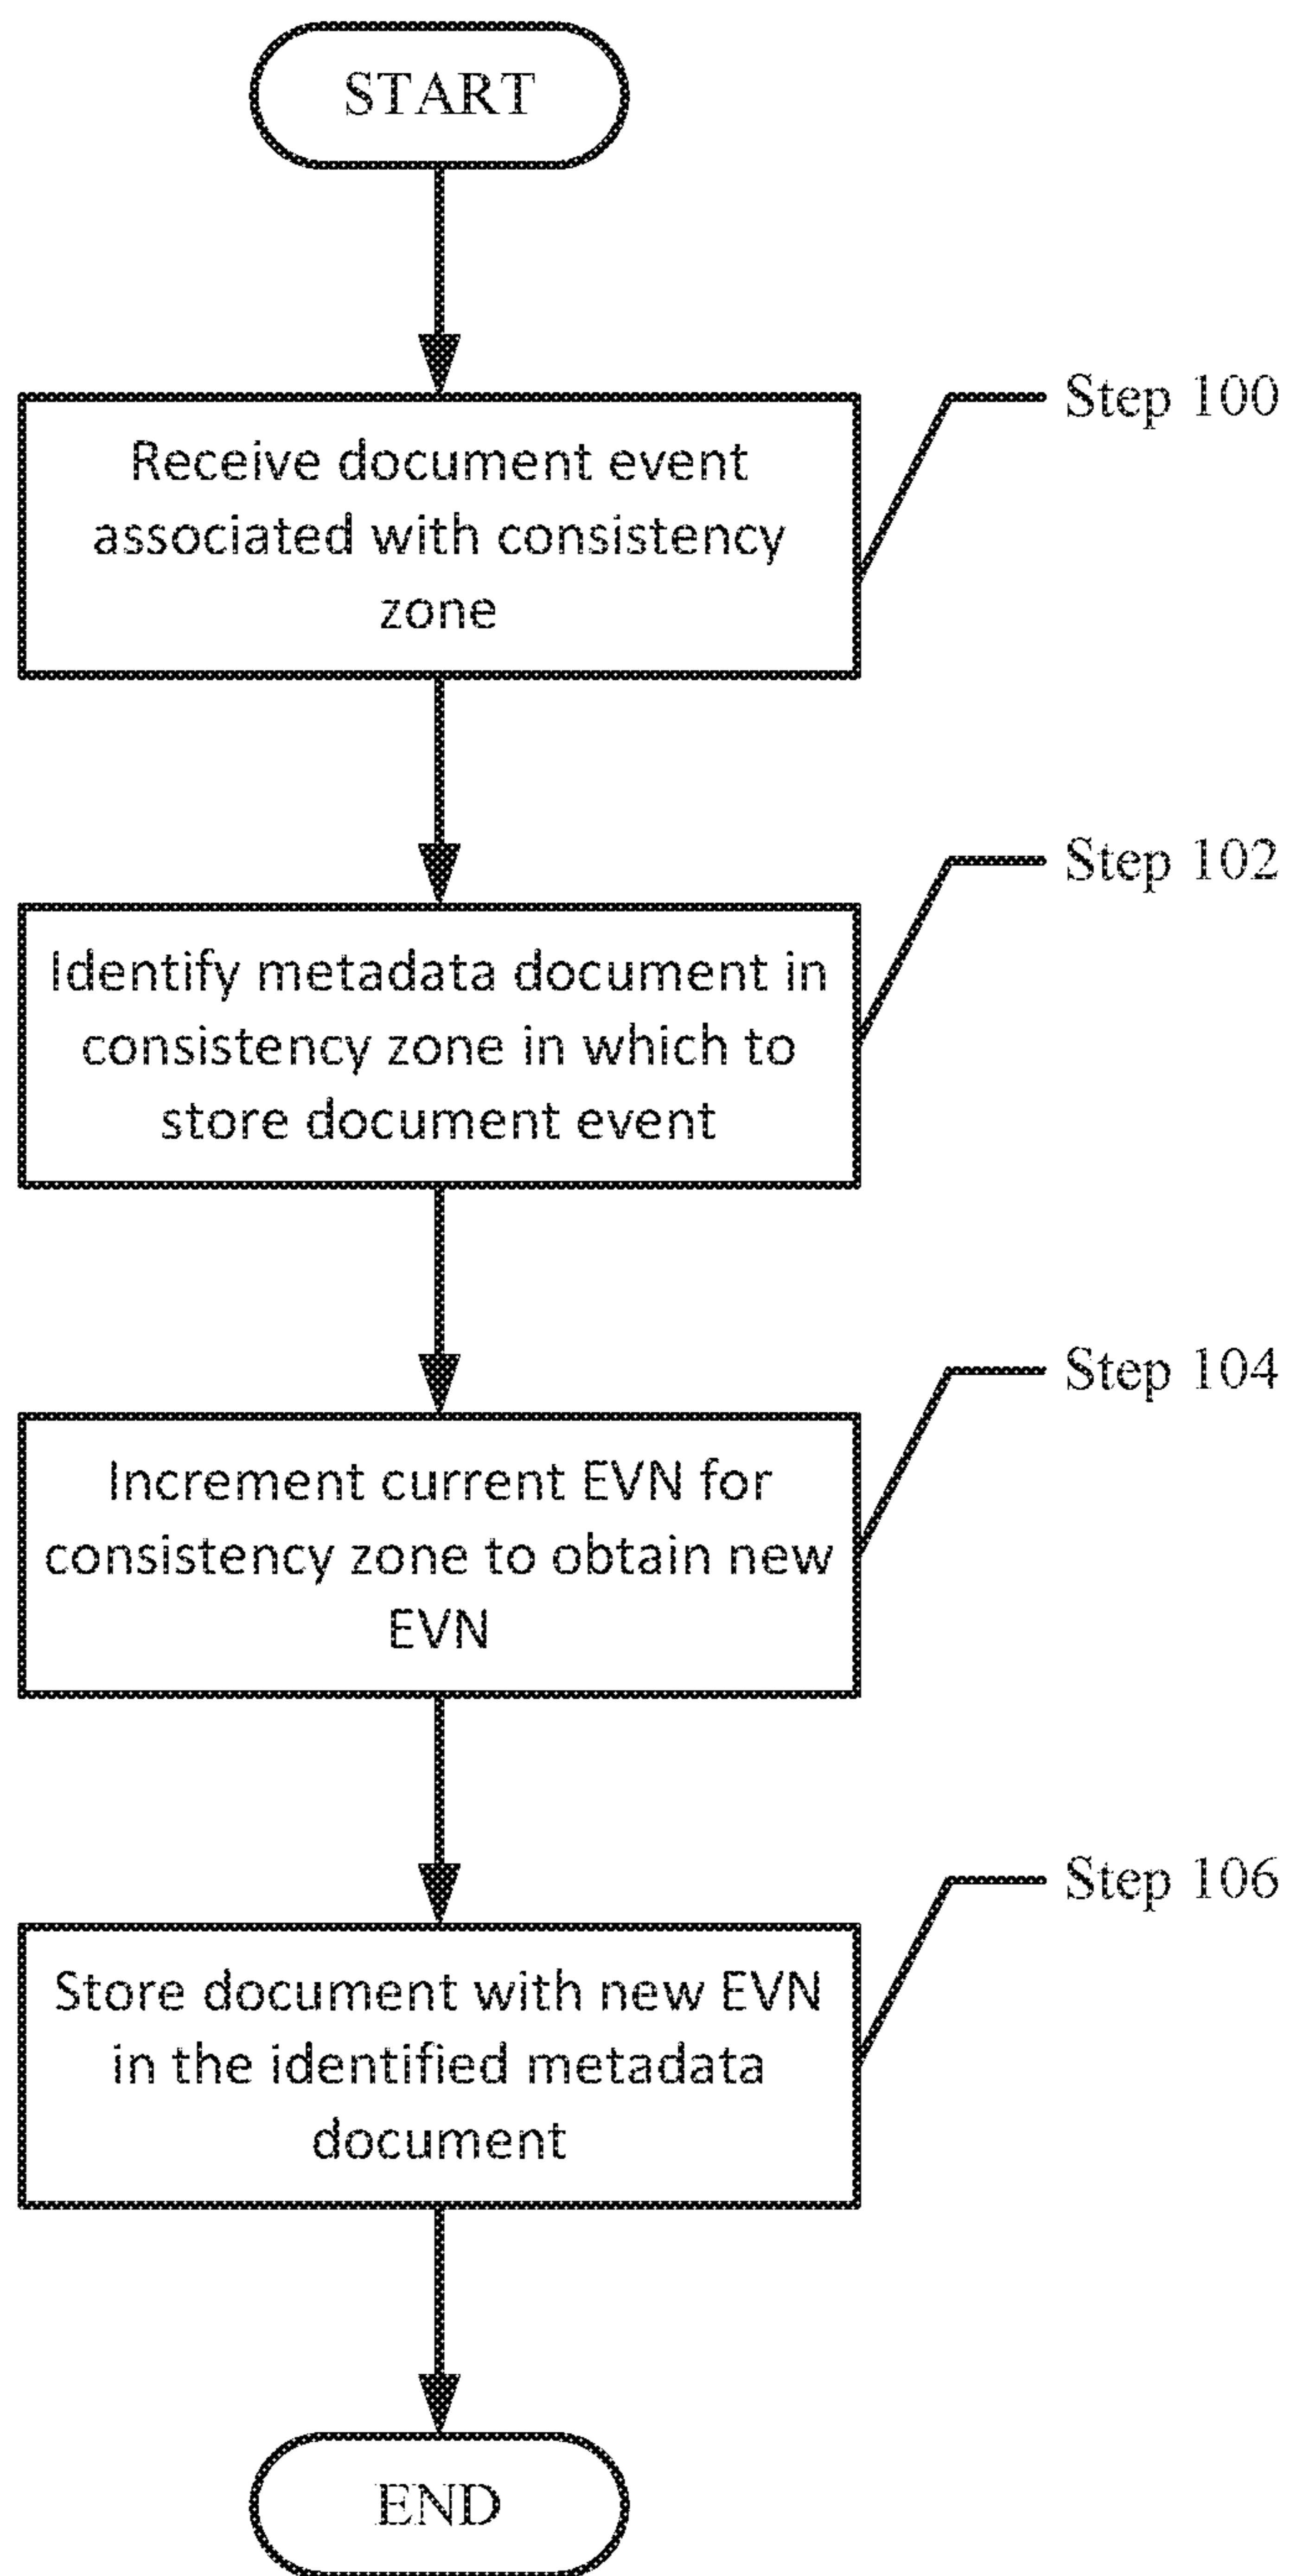 START
Step 100
Receive document event
associated with consistency
zone
Step 102
Identify metadata document in
consistency zone in which to
store document event
Step 104
Increment current EVN for
consistency zone to obtain new
EVN
Step 106
Store document with new EVN
in the identified metadata
document
END